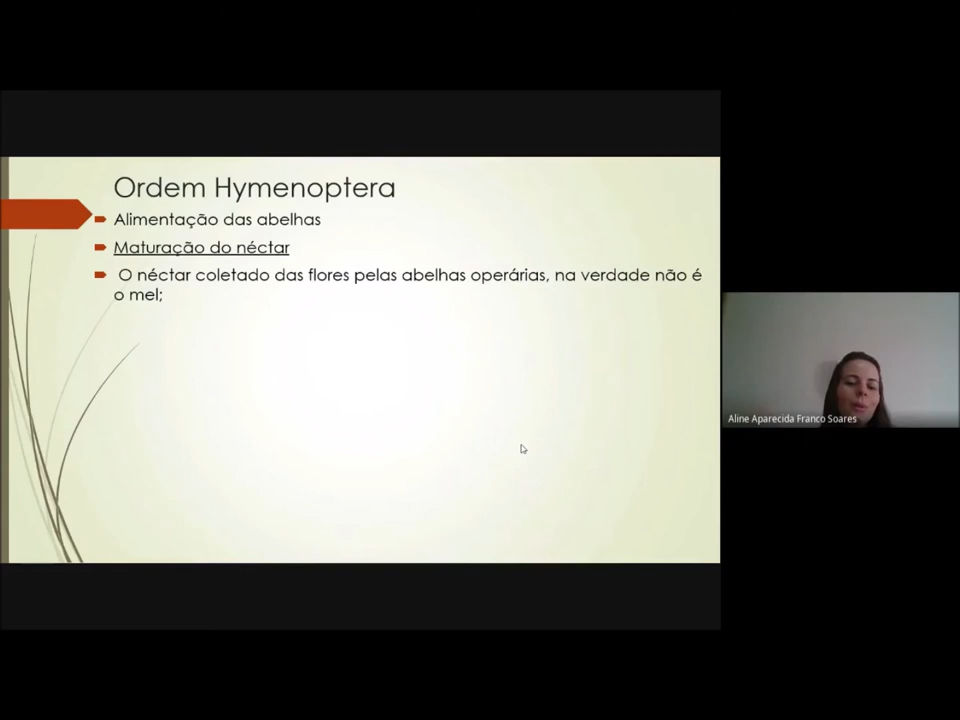 Ordem Hymenoptera
Alimentação das abelhas
Maturação do néctar
O néctar coletado das flores pelas abelhas operárias, na verdade não é
o mel;
Aline Aparecida Franco Soares